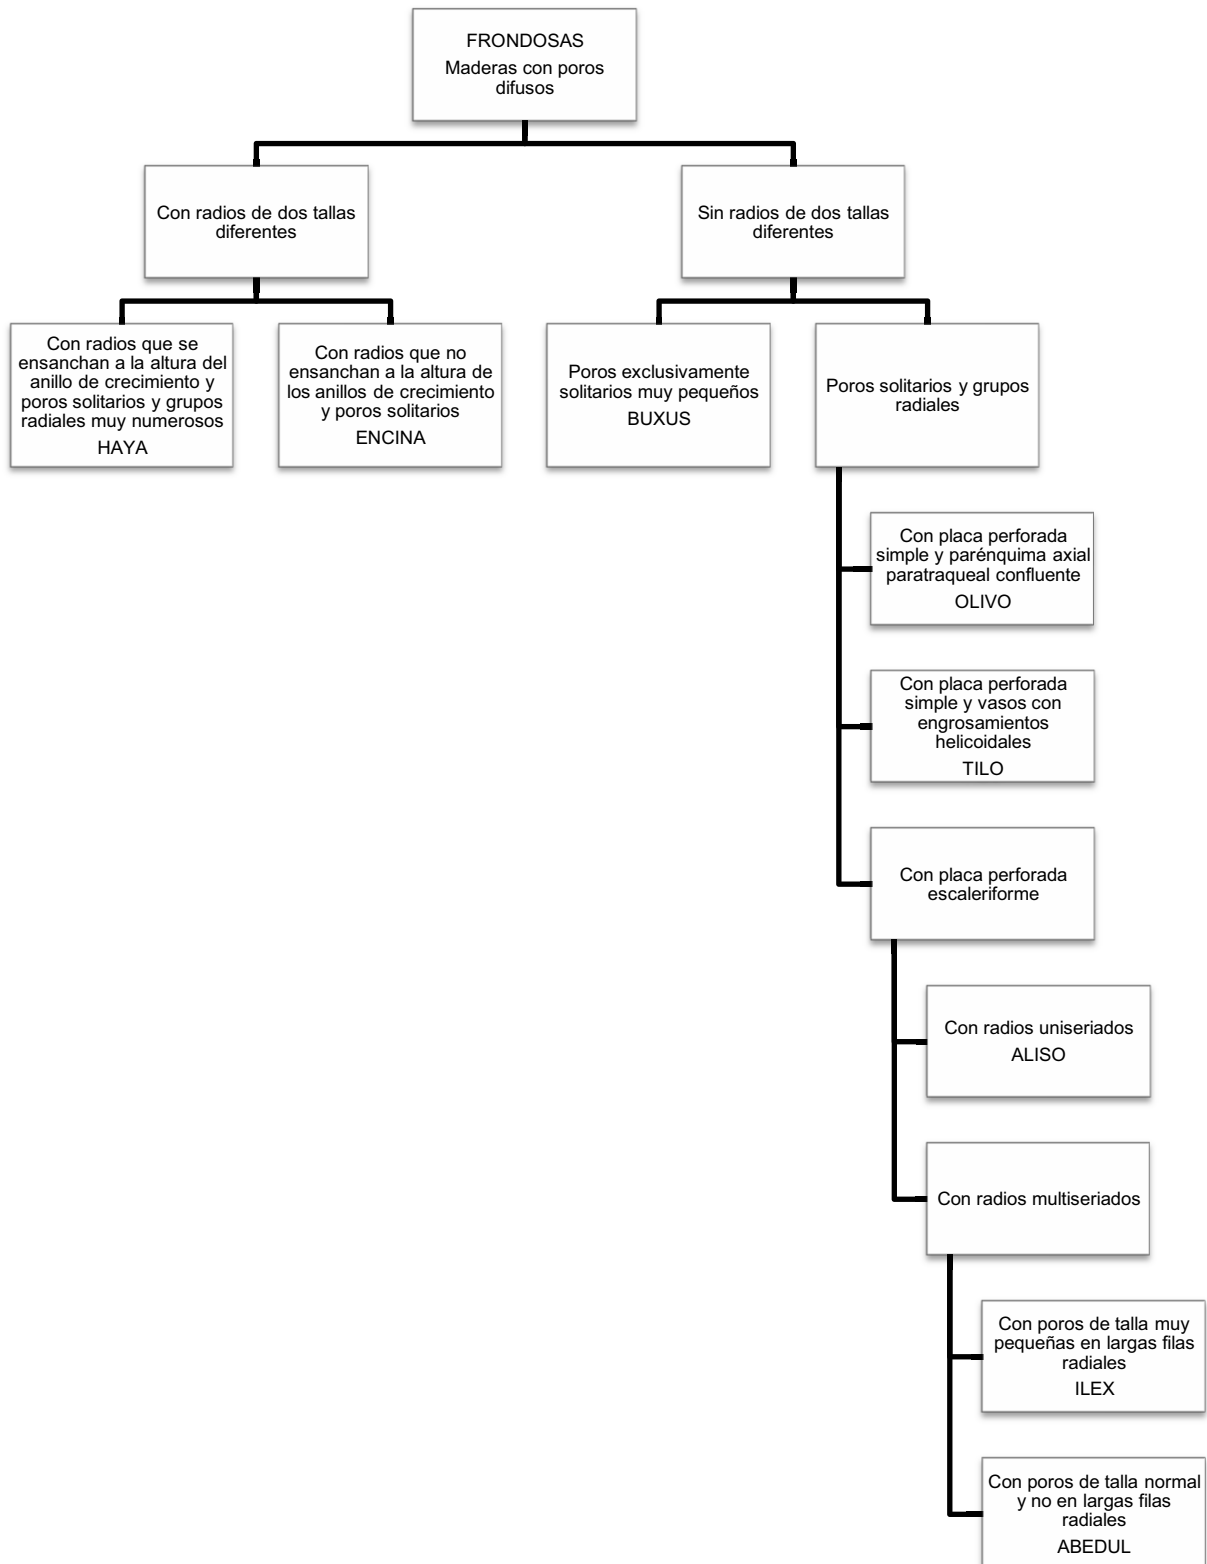 FRONDOSAS
Maderas con poros
difusos
Con radios de dos tallas
diferentes
Sin radios de dos tallas
diferentes
Con radios que se
ensanchan a la altura del
anillo de crecimiento y
poros solitarios y grupos
radiales muy numerosos
HAYA
Con radios que no
ensanchan a la altura de
los anillos de crecimiento
y poros solitarios
ENCINA
Poros exclusivamente
solitarios muy pequeños
BUXUS
Poros solitarios y grupos
radiales
Con placa perforada
simple y parénquima axial
paratraqueal confluente
OLIVO
Con placa perforada
simple y vasos con
engrosamientos
helicoidales
TILO
Con placa perforada
escaleriforme
Con radios uniseriados
ALISO
Con radios multiseriados
Con poros de talla muy
pequeñas en largas filas
radiales
ILEX
Con poros de talla normal
y no en largas filas
radiales
ABEDUL